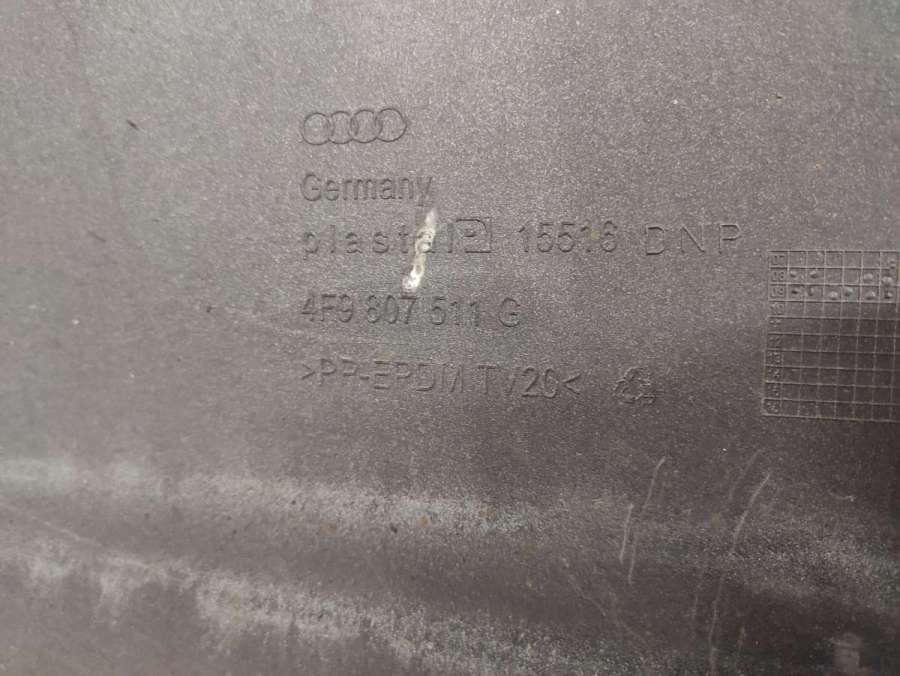 Germany
plastal P 15516 DNP
4F9 807 511 G
>PP-EPDM TV20<